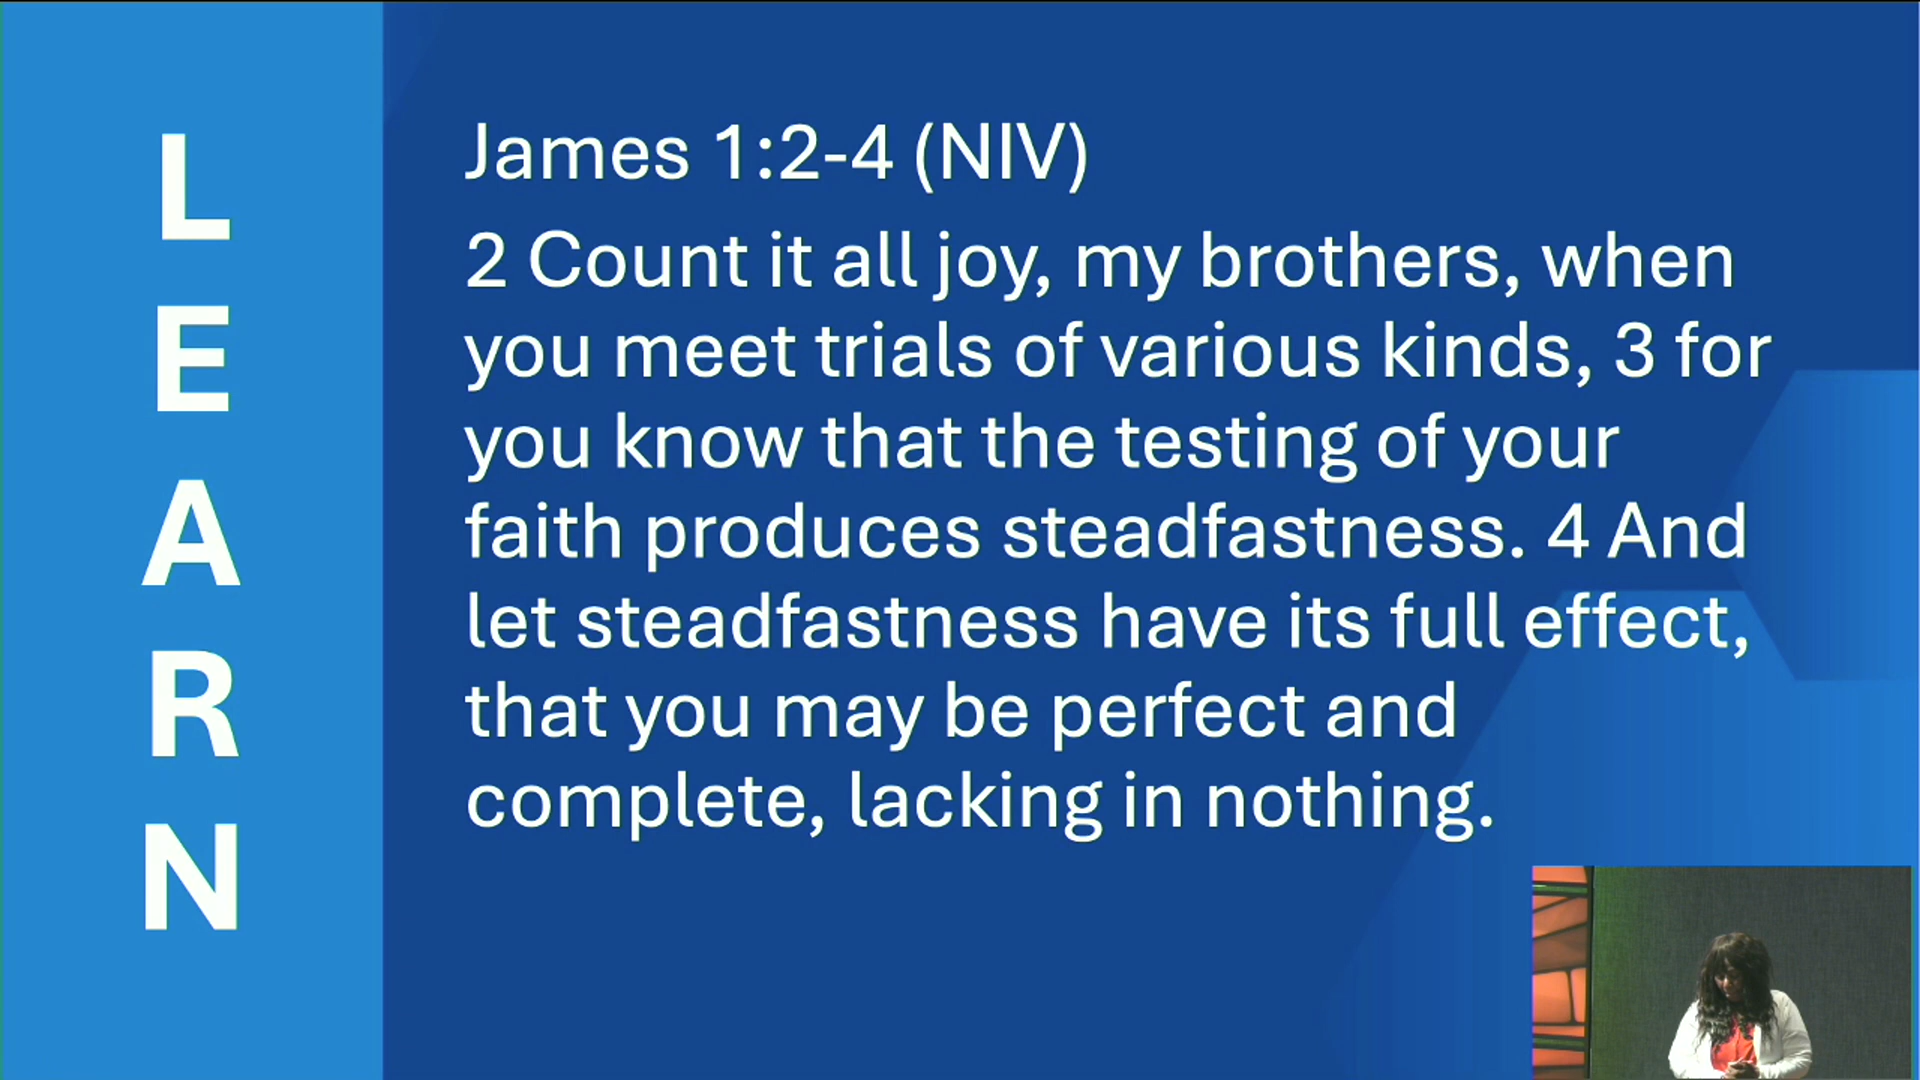 LEARN
James 1:2-4 (NIV)
2 Count it all joy, my brothers, when
you meet trials of various kinds, 3 for
you know that the testing of your
faith produces steadfastness. 4 And
let steadfastness have its full effect,
that you may be perfect and
complete, lacking in nothing.